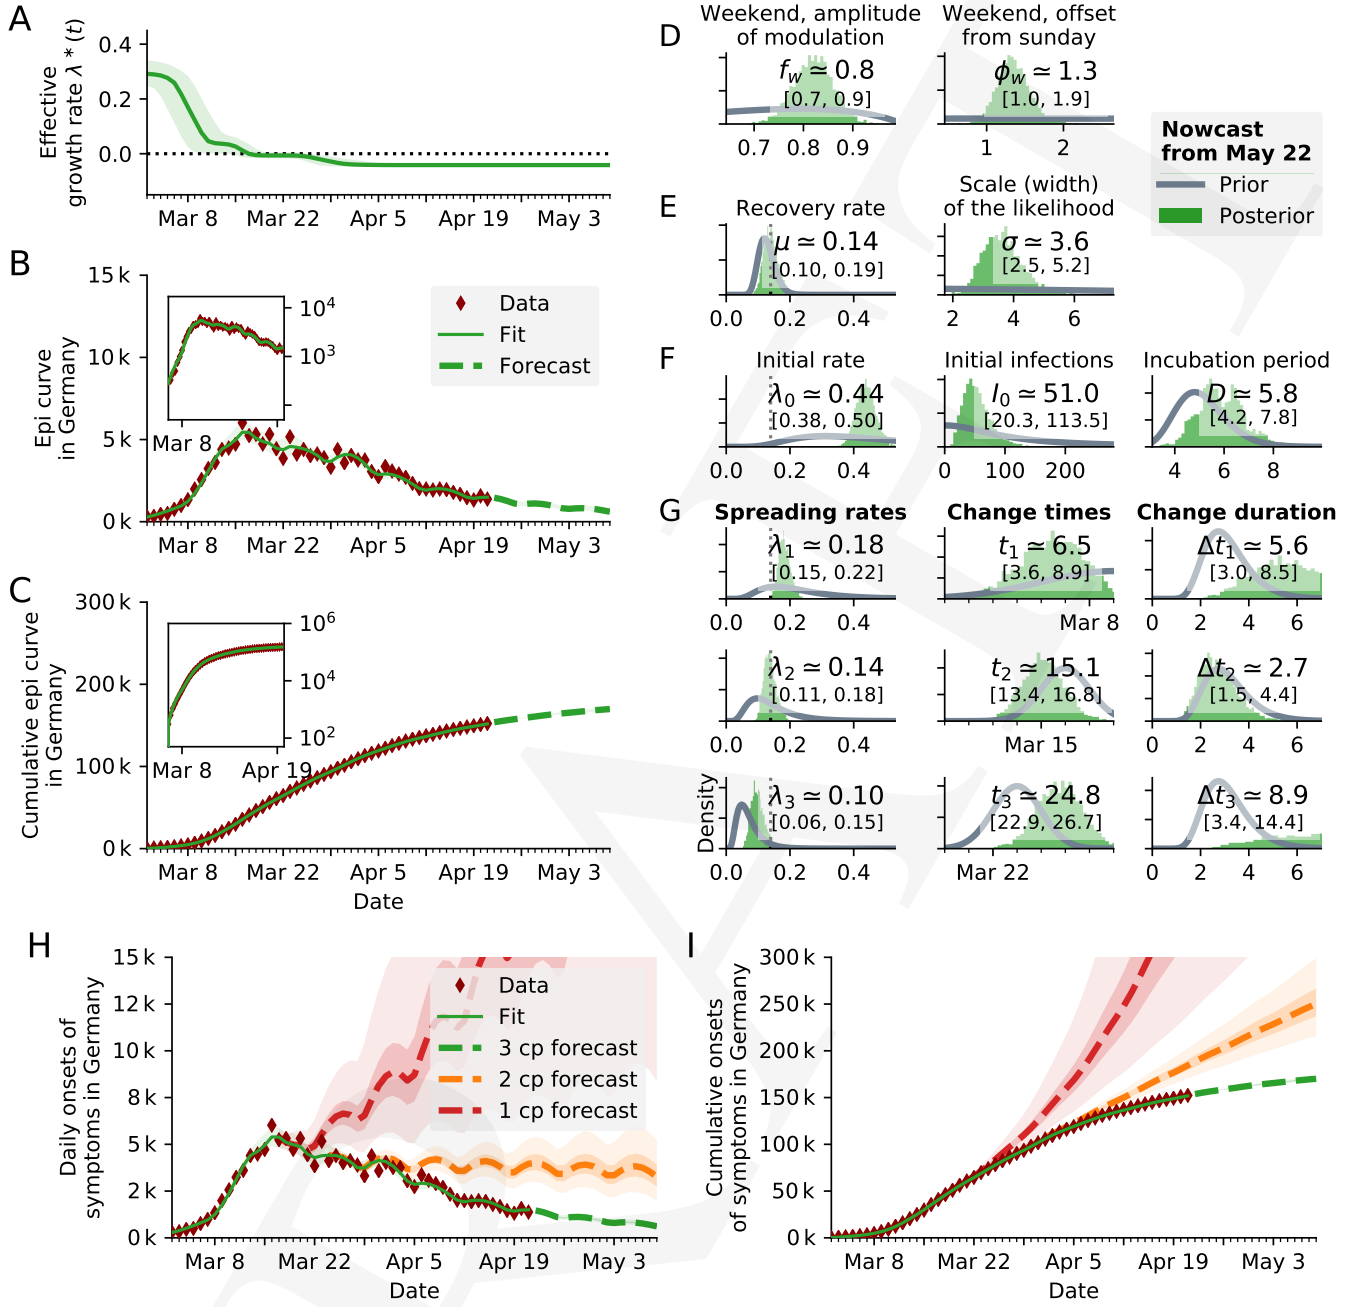 A
Effective
growth rate λ*(t)
0.4
0.2
0.0
Mar 8
Mar 22
Apr 5
Apr 19
May 3
B
Epi curve
in Germany
15 k
10 k
5 k
0 k
10⁴
10³
Mar 8
Data
Fit
Forecast
Mar 8
Mar 22
Apr 5
Apr 19
May 3
C
Cumulative epi curve
in Germany
300 k
200 k
100 k
0 k
10⁶
10⁴
10²
Mar 8
Apr 19
Mar 8
Mar 22
Apr 5
Apr 19
May 3
Date
D
Weekend, amplitude
of modulation
f_w ≃ 0.8
[0.7, 0.9]
0.7
0.8
0.9
Weekend, offset
from sunday
ϕ_w ≃ 1.3
[1.0, 1.9]
1
2
Nowcast
from May 22
Prior
Posterior
E
Recovery rate
μ ≃ 0.14
[0.10, 0.19]
0.0
0.2
0.4
Scale (width)
of the likelihood
σ ≃ 3.6
[2.5, 5.2]
2
4
6
F
Initial rate
λ₀ ≃ 0.44
[0.38, 0.50]
0.0
0.2
0.4
Initial infections
I₀ ≃ 51.0
[20.3, 113.5]
0
100
200
Incubation period
D ≃ 5.8
[4.2, 7.8]
4
6
8
G
Spreading rates
λ₁ ≃ 0.18
[0.15, 0.22]
0.0
0.2
0.4
Change times
t₁ ≃ 6.5
[3.6, 8.9]
Mar 8
Change duration
Δt₁ ≃ 5.6
[3.0, 8.5]
0
2
4
6
λ₂ ≃ 0.14
[0.11, 0.18]
0.0
0.2
0.4
t₂ ≃ 15.1
[13.4, 16.8]
Mar 15
Δt₂ ≃ 2.7
[1.5, 4.4]
0
2
4
6
Density
λ₃ ≃ 0.10
[0.06, 0.15]
0.0
0.2
0.4
t₃ ≃ 24.8
[22.9, 26.7]
Mar 22
Δt₃ ≃ 8.9
[3.4, 14.4]
0
2
4
6
H
Daily onsets of
symptoms in Germany
15 k
12 k
10 k
8 k
5 k
2 k
0 k
Data
Fit
3 cp forecast
2 cp forecast
1 cp forecast
Mar 8
Mar 22
Apr 5
Apr 19
May 3
Date
I
Cumulative onsets
of symptoms in Germany
300 k
250 k
200 k
150 k
100 k
50 k
0 k
Mar 8
Mar 22
Apr 5
Apr 19
May 3
Date